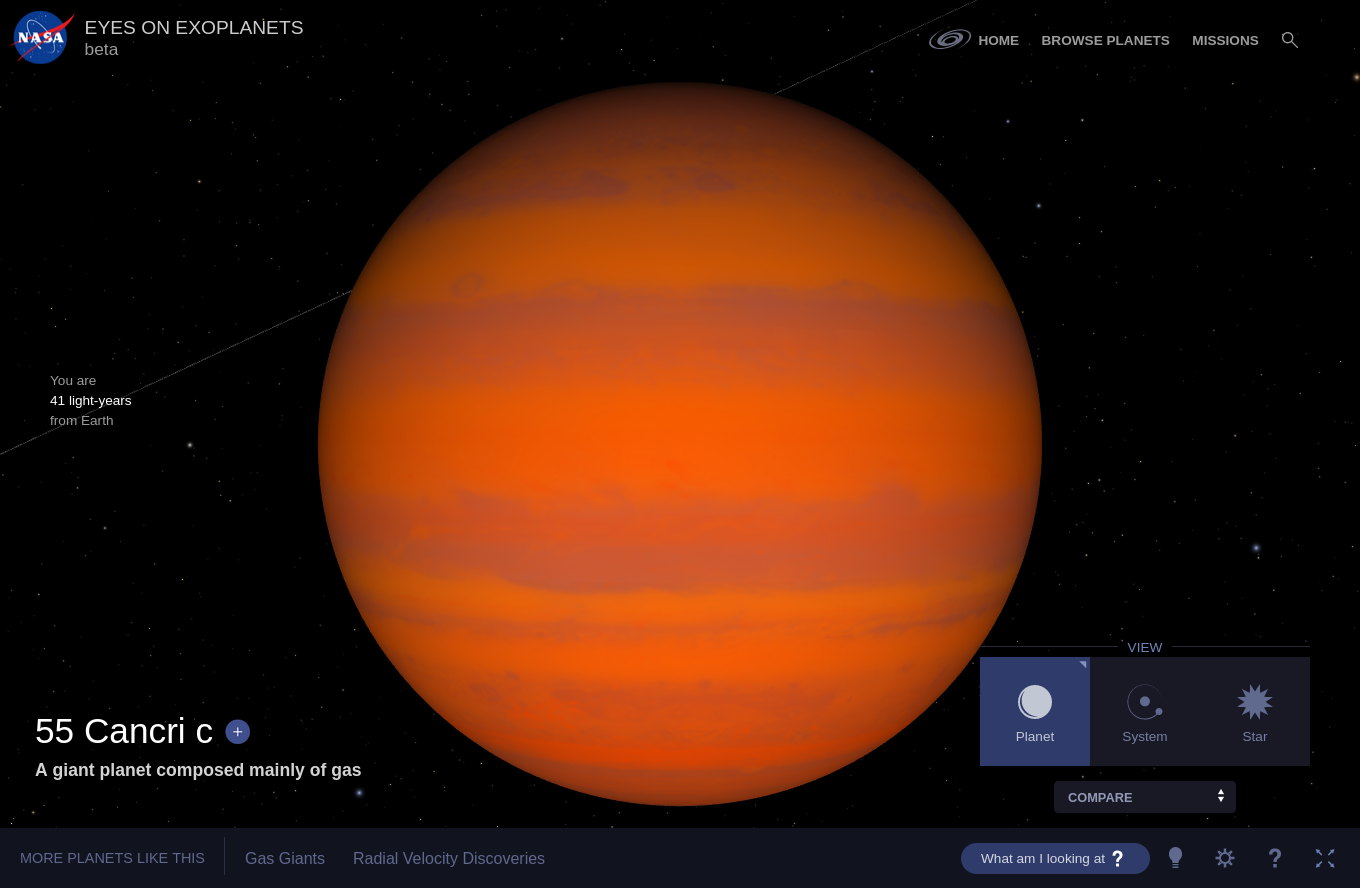 NASA
EYES ON EXOPLANETS
beta
HOME
BROWSE PLANETS
MISSIONS
You are
41 light-years
from Earth
VIEW
Planet
System
Star
55 Cancri c +
A giant planet composed mainly of gas
COMPARE
MORE PLANETS LIKE THIS
Gas Giants
Radial Velocity Discoveries
What am I looking at ?
?